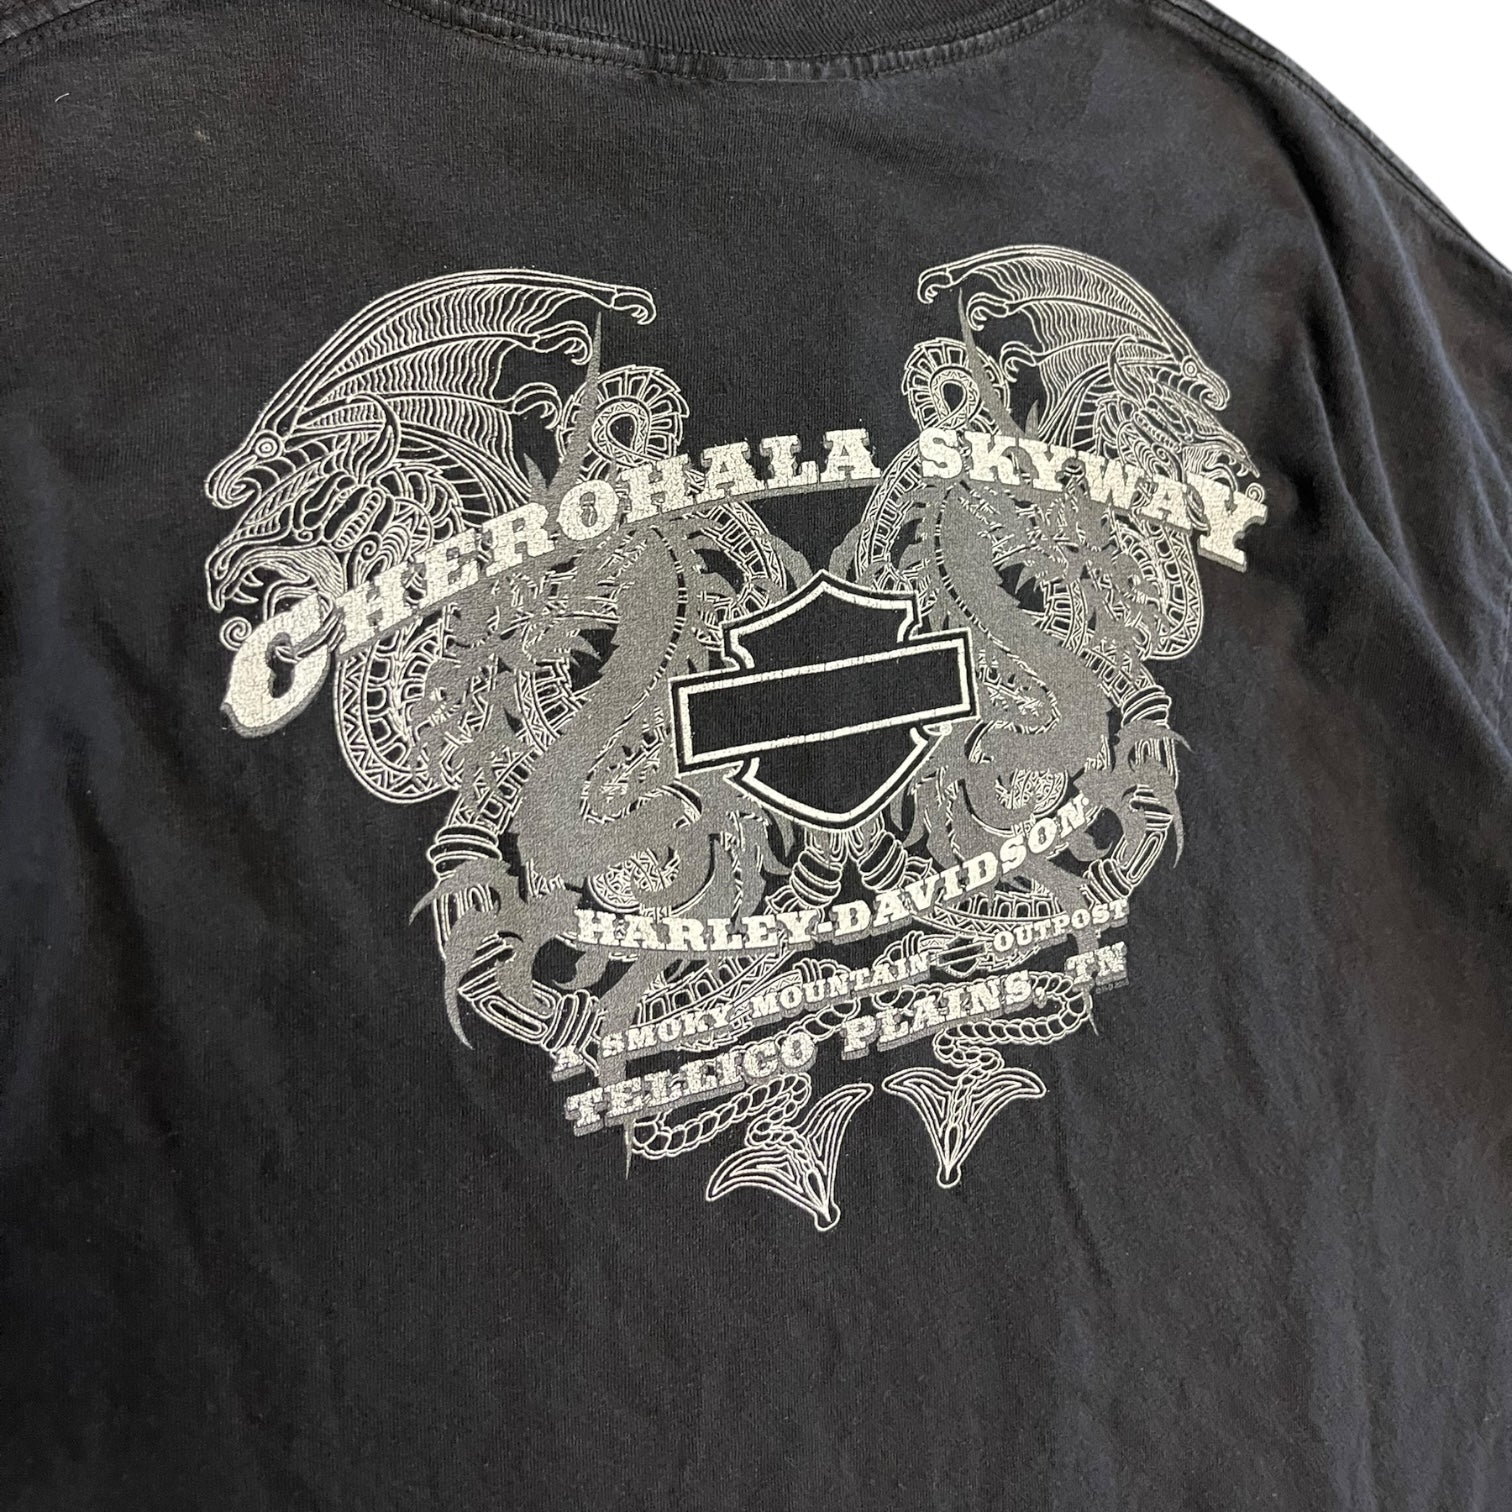 CHEROHALA SKYWAY
HARLEY-DAVIDSON
A SMOKY MOUNTAIN OUTPOST
TELLICO PLAINS, TN